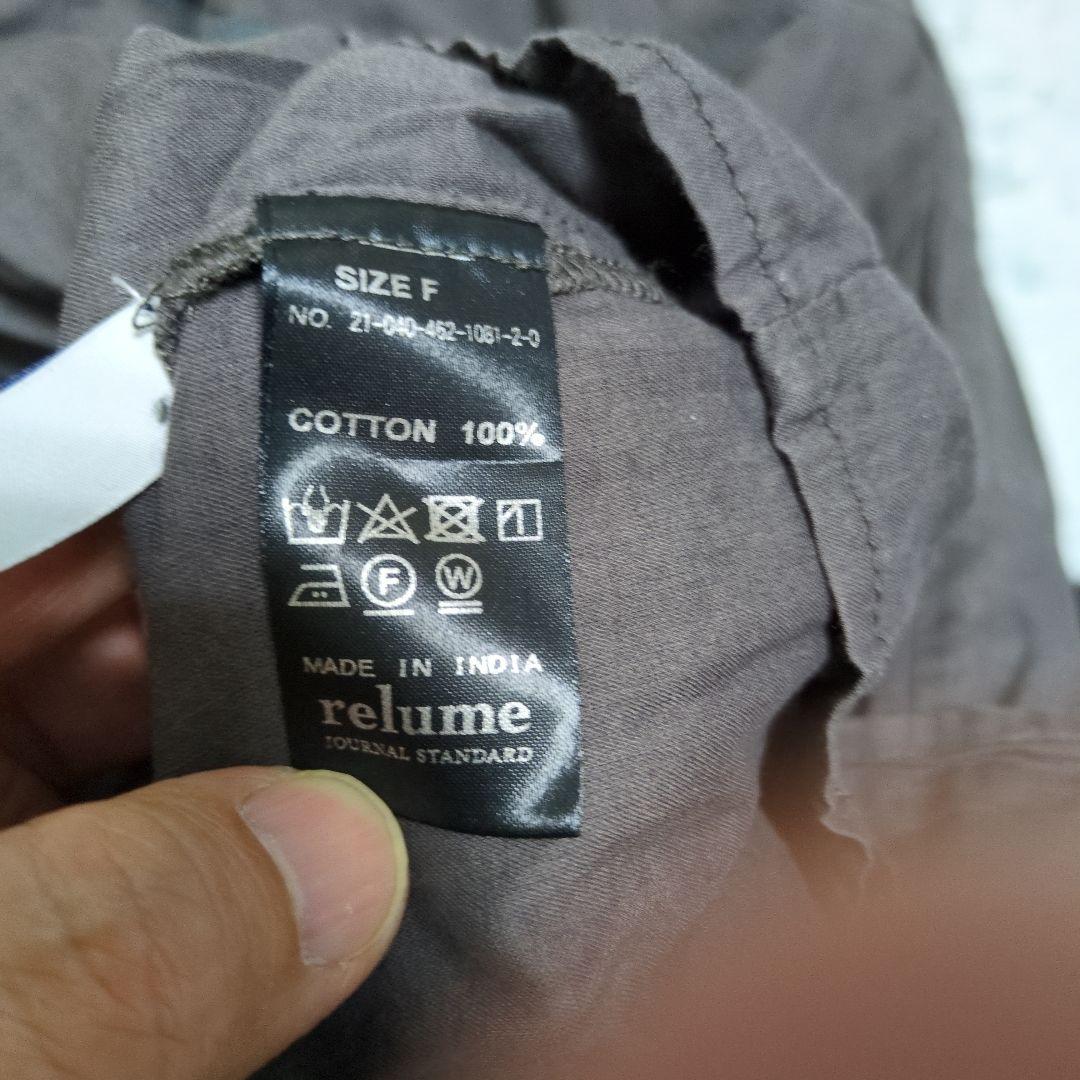 SIZE F
NO. 21-040-462-1081-2-0
COTTON 100%
F W
MADE IN INDIA
relume
JOURNAL STANDARD